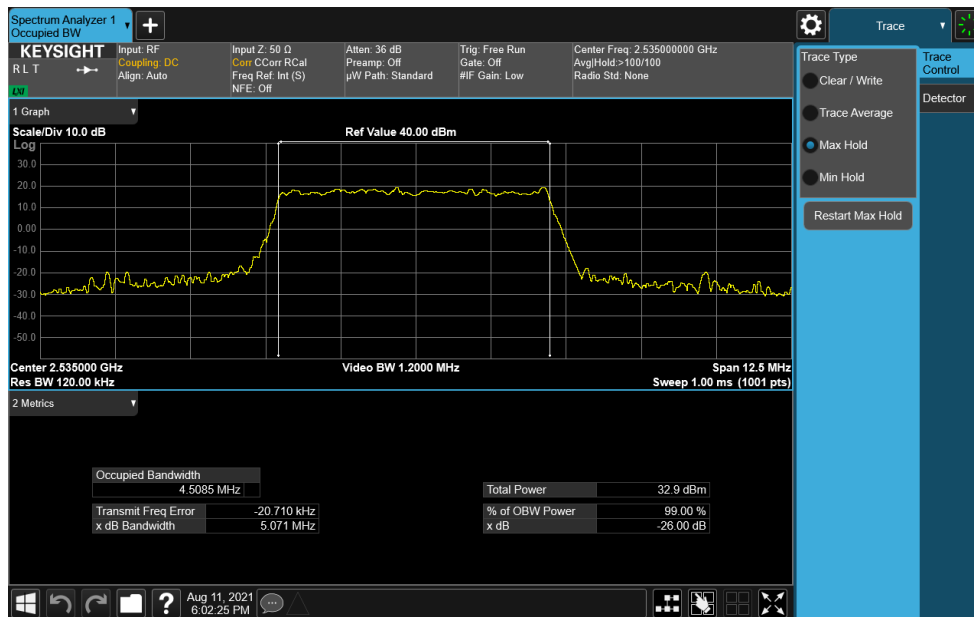 Spectrum Analyzer 1
Occupied BW
Trace
KEYSIGHT
R L T
LXI
Input: RF
Coupling: DC
Align: Auto
Input Z: 50 Ω
Corr CCorr RCal
Freq Ref: Int (S)
NFE: Off
Atten: 36 dB
Preamp: Off
µW Path: Standard
Trig: Free Run
Gate: Off
#IF Gain: Low
Center Freq: 2.535000000 GHz
Avg|Hold:>100/100
Radio Std: None
Trace Type
Clear / Write
Trace Average
Max Hold
Min Hold
Restart Max Hold
Trace
Control
Detector
1 Graph
Scale/Div 10.0 dB
Ref Value 40.00 dBm
Log
30.0
20.0
10.0
0.00
-10.0
-20.0
-30.0
-40.0
-50.0
Center 2.535000 GHz
Video BW 1.2000 MHz
Span 12.5 MHz
Res BW 120.00 kHz
Sweep 1.00 ms (1001 pts)
2 Metrics
Occupied Bandwidth
4.5085 MHz
Total Power 32.9 dBm
Transmit Freq Error -20.710 kHz
% of OBW Power 99.00 %
x dB Bandwidth 5.071 MHz
x dB -26.00 dB
?
Aug 11, 2021
6:02:25 PM